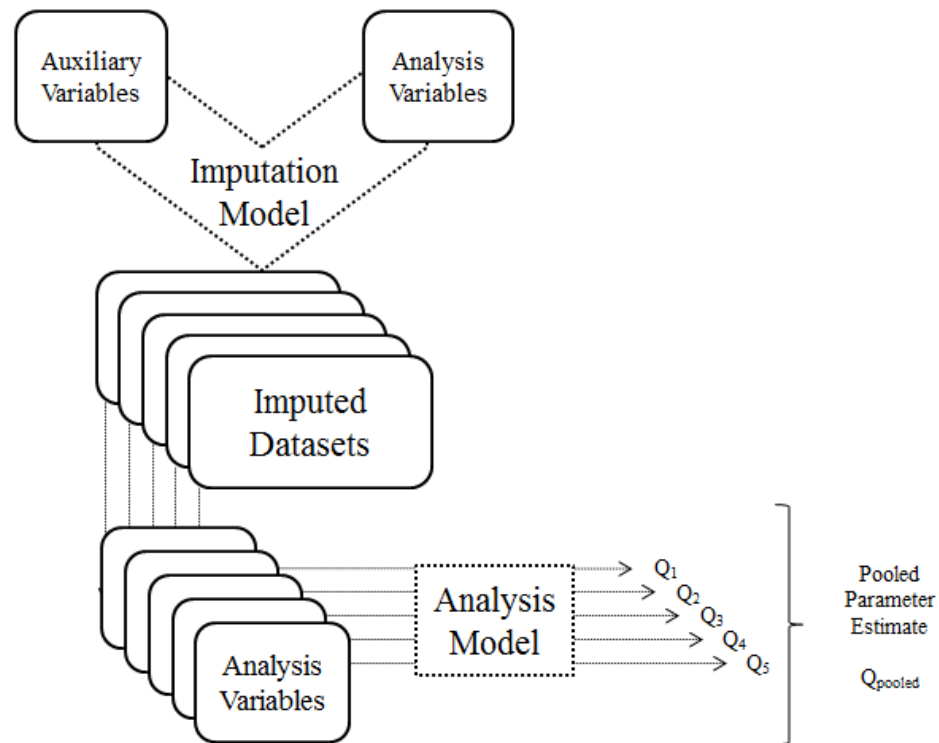 Auxiliary
Variables
Analysis
Variables
Imputation
Model
Imputed
Datasets
Analysis
Variables
Analysis
Model
Q1
Q2
Q3
Q4
Q5
Pooled
Parameter
Estimate
Qpooled